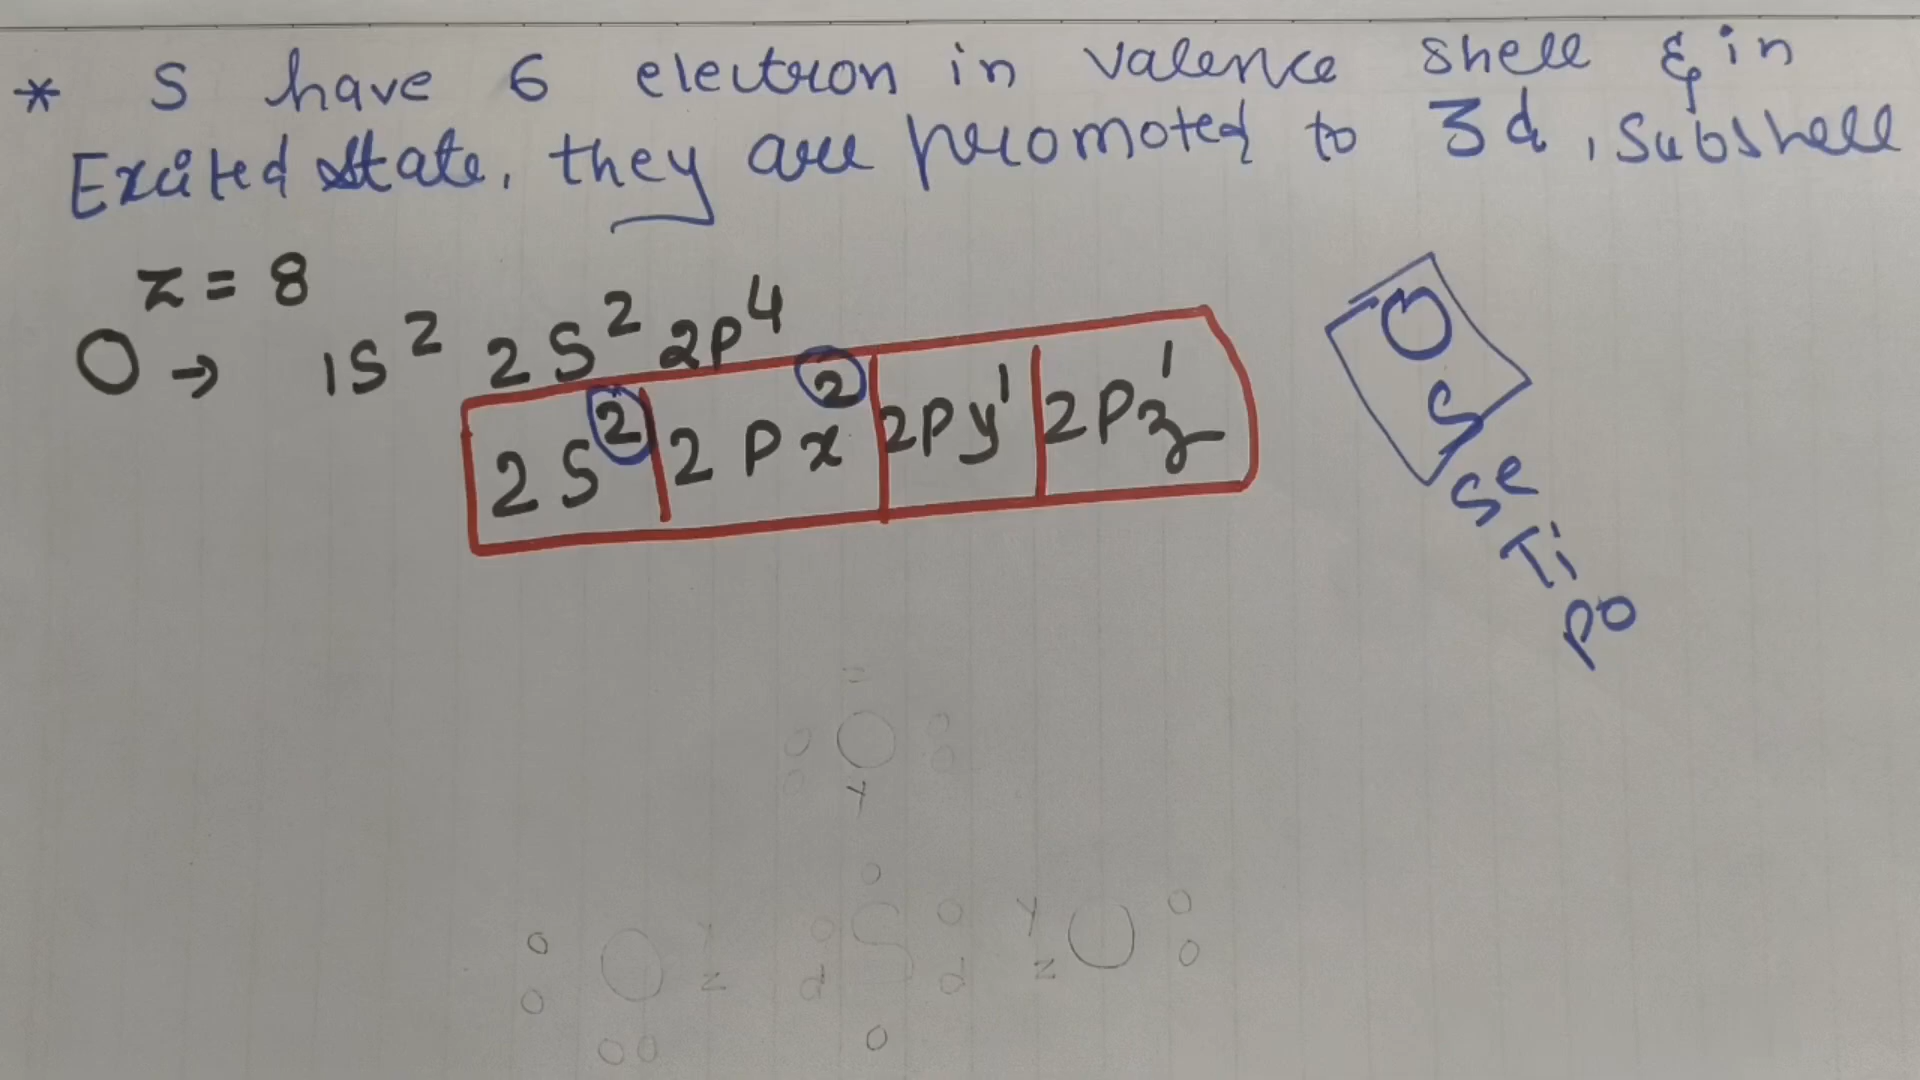 * S have 6 electron in valence shell & in
Excited state, they are promoted to 3d, subshell
z = 8
O → 1S² 2S² 2P⁴
2S² 2Px² 2Py¹ 2Pz¹
O
S
Se
Ti
PO
=
O O O
O O
Y
O
O O Y O S O Y O O
O z d d z O
O O O